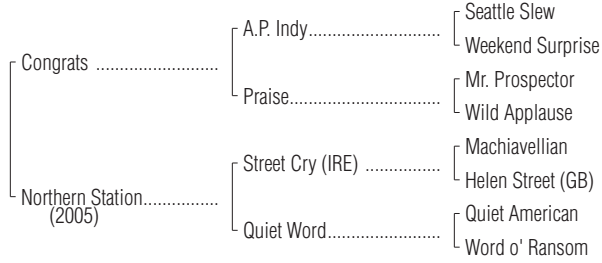 Seattle Slew
A.P. Indy..............................
Weekend Surprise
Congrats ............................
Mr. Prospector
Praise...................................
Wild Applause
Machiavellian
Street Cry (IRE) .................
Helen Street (GB)
Northern Station.................
(2005)
Quiet American
Quiet Word..........................
Word o' Ransom